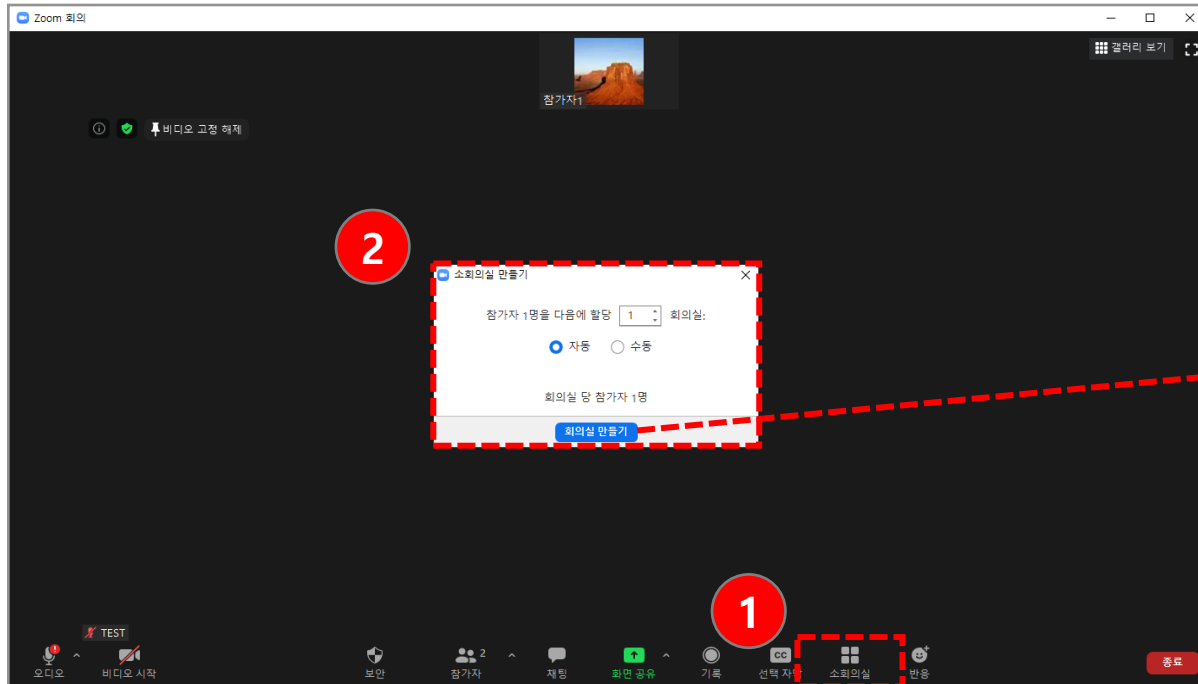 Zoom 회의
갤러리 보기
참가자1
비디오 고정 해제
2
소회의실 만들기
참가자 1명을 다음에 할당 1 회의실:
자동 수동
회의실 당 참가자 1명
회의실 만들기
1
TEST
오디오 비디오 시작 보안 참가자 2 채팅 화면 공유 기록 CC 선택 자막 소회의실 반응 종료